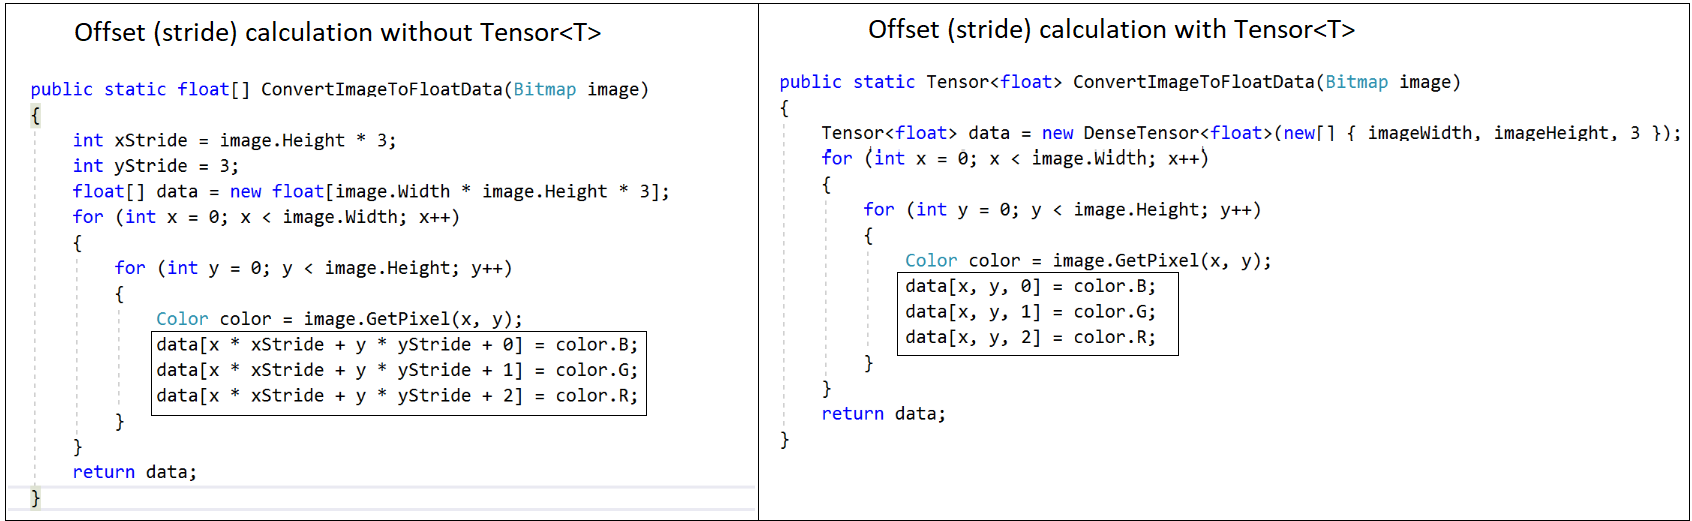 Offset (stride) calculation without Tensor<T>
public static float[] ConvertImageToFloatData(Bitmap image)
{
    int xStride = image.Height * 3;
    int yStride = 3;
    float[] data = new float[image.Width * image.Height * 3];
    for (int x = 0; x < image.Width; x++)
    {
        for (int y = 0; y < image.Height; y++)
        {
            Color color = image.GetPixel(x, y);
            data[x * xStride + y * yStride + 0] = color.B;
            data[x * xStride + y * yStride + 1] = color.G;
            data[x * xStride + y * yStride + 2] = color.R;
        }
    }
    return data;
}
Offset (stride) calculation with Tensor<T>
public static Tensor<float> ConvertImageToFloatData(Bitmap image)
{
    Tensor<float> data = new DenseTensor<float>(new[] { imageWidth, imageHeight, 3 });
    for (int x = 0; x < image.Width; x++)
    {
        for (int y = 0; y < image.Height; y++)
        {
            Color color = image.GetPixel(x, y);
            data[x, y, 0] = color.B;
            data[x, y, 1] = color.G;
            data[x, y, 2] = color.R;
        }
    }
    return data;
}